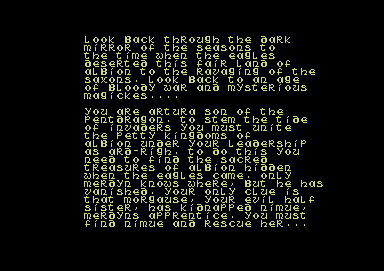 Look Back through the dark
mirror of the seasons to
the time when the eagles
deserted this fair land of
albion to the ravaging of the
saxons. Look Back to an age
of Bloody war and mysterious
magickes....
You are artura son of the
Pentdragon. to stem the tide
of invaders you must unite
the Petty kingdoms of
albion under your leadership
as ard-righ. to do this you
need to find the sacred
treasures of albion hidden
when the eagles came. only
merdyn knows where, But he has
vanished. your only clue is
that morgause, your evil half
sister, has kidnapped nimue,
merdyns apprentice. you must
find nimue and rescue her...